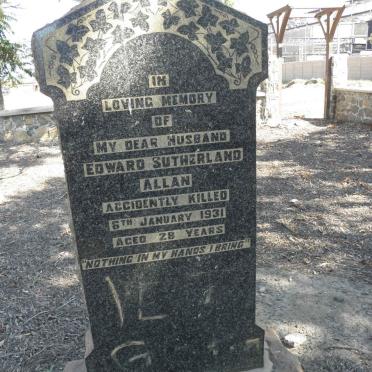 IN
LOVING MEMORY
OF
MY DEAR HUSBAND
EDWARD SUTHERLAND
ALLAN
ACCIDENTLY KILLED
6TH JANUARY 1931
AGED 28 YEARS
"NOTHING IN MY HANDS I BRING"